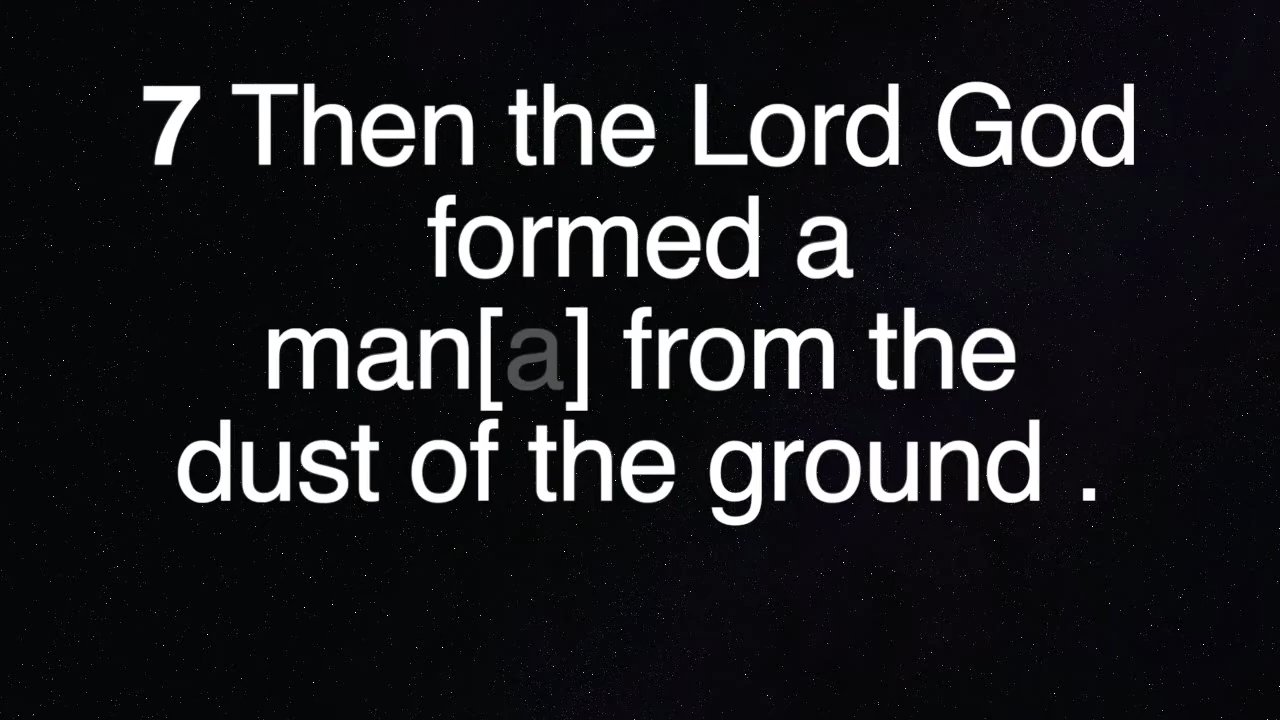 7 Then the Lord God
formed a
man[a] from the
dust of the ground .